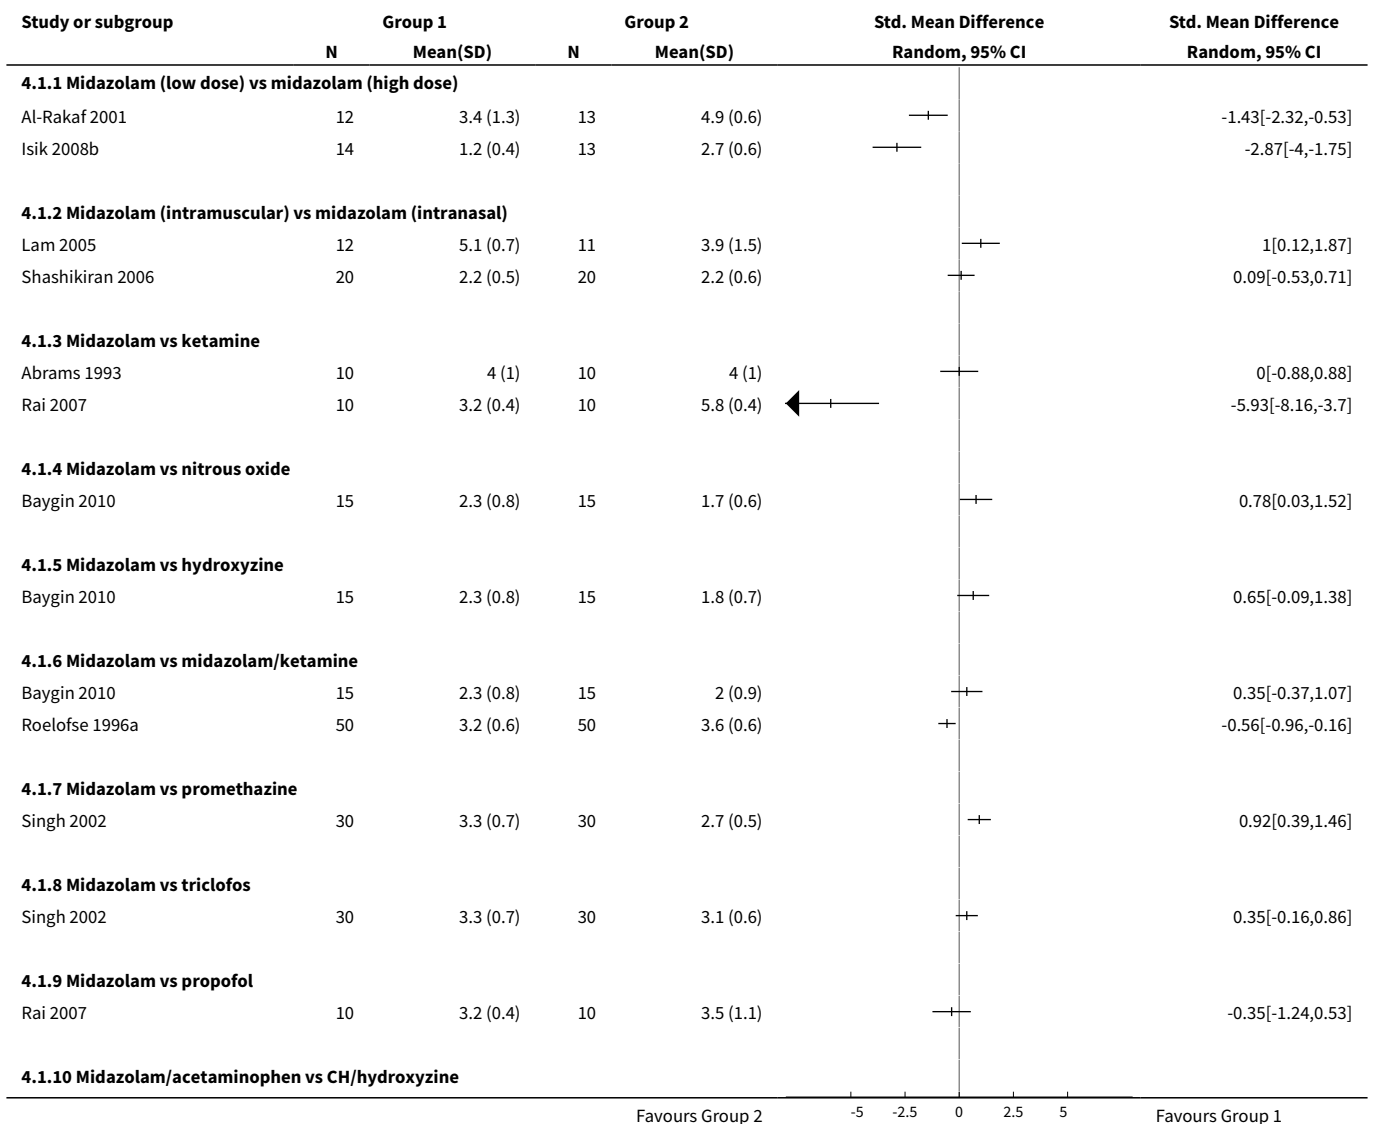 Study or subgroup Group 1 Group 2 Std. Mean Difference Std. Mean Difference
N Mean(SD) N Mean(SD) Random, 95% CI Random, 95% CI
4.1.1 Midazolam (low dose) vs midazolam (high dose)
Al-Rakaf 2001 12 3.4 (1.3) 13 4.9 (0.6) -1.43[-2.32,-0.53]
Isik 2008b 14 1.2 (0.4) 13 2.7 (0.6) -2.87[-4,-1.75]
4.1.2 Midazolam (intramuscular) vs midazolam (intranasal)
Lam 2005 12 5.1 (0.7) 11 3.9 (1.5) 1[0.12,1.87]
Shashikiran 2006 20 2.2 (0.5) 20 2.2 (0.6) 0.09[-0.53,0.71]
4.1.3 Midazolam vs ketamine
Abrams 1993 10 4 (1) 10 4 (1) 0[-0.88,0.88]
Rai 2007 10 3.2 (0.4) 10 5.8 (0.4) -5.93[-8.16,-3.7]
4.1.4 Midazolam vs nitrous oxide
Baygin 2010 15 2.3 (0.8) 15 1.7 (0.6) 0.78[0.03,1.52]
4.1.5 Midazolam vs hydroxyzine
Baygin 2010 15 2.3 (0.8) 15 1.8 (0.7) 0.65[-0.09,1.38]
4.1.6 Midazolam vs midazolam/ketamine
Baygin 2010 15 2.3 (0.8) 15 2 (0.9) 0.35[-0.37,1.07]
Roelofse 1996a 50 3.2 (0.6) 50 3.6 (0.6) -0.56[-0.96,-0.16]
4.1.7 Midazolam vs promethazine
Singh 2002 30 3.3 (0.7) 30 2.7 (0.5) 0.92[0.39,1.46]
4.1.8 Midazolam vs triclofos
Singh 2002 30 3.3 (0.7) 30 3.1 (0.6) 0.35[-0.16,0.86]
4.1.9 Midazolam vs propofol
Rai 2007 10 3.2 (0.4) 10 3.5 (1.1) -0.35[-1.24,0.53]
4.1.10 Midazolam/acetaminophen vs CH/hydroxyzine
Favours Group 2 -5 -2.5 0 2.5 5 Favours Group 1